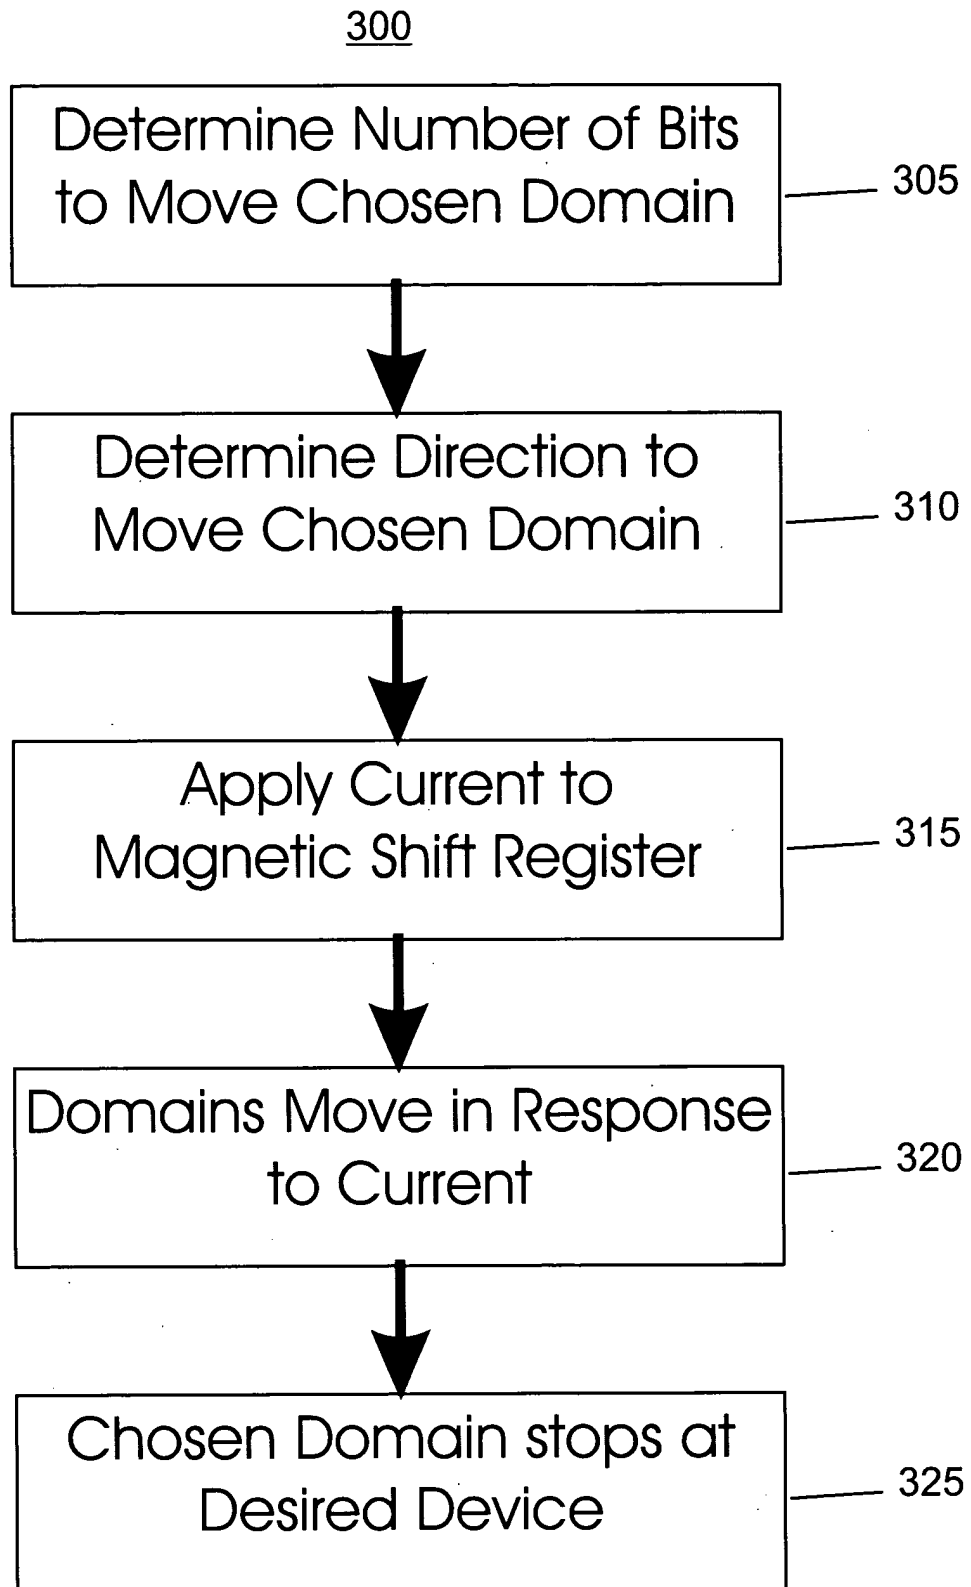 300
Determine Number of Bits
to Move Chosen Domain
305
Determine Direction to
Move Chosen Domain
310
Apply Current to
Magnetic Shift Register
315
Domains Move in Response
to Current
320
Chosen Domain stops at
Desired Device
325